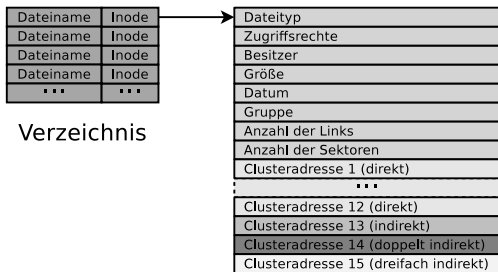 Dateiname Inode
Dateiname Inode
Dateiname Inode
Dateiname Inode
... ...
Verzeichnis
Dateityp
Zugriffsrechte
Besitzer
Größe
Datum
Gruppe
Anzahl der Links
Anzahl der Sektoren
Clusteradresse 1 (direkt)
...
Clusteradresse 12 (direkt)
Clusteradresse 13 (indirekt)
Clusteradresse 14 (doppelt indirekt)
Clusteradresse 15 (dreifach indirekt)